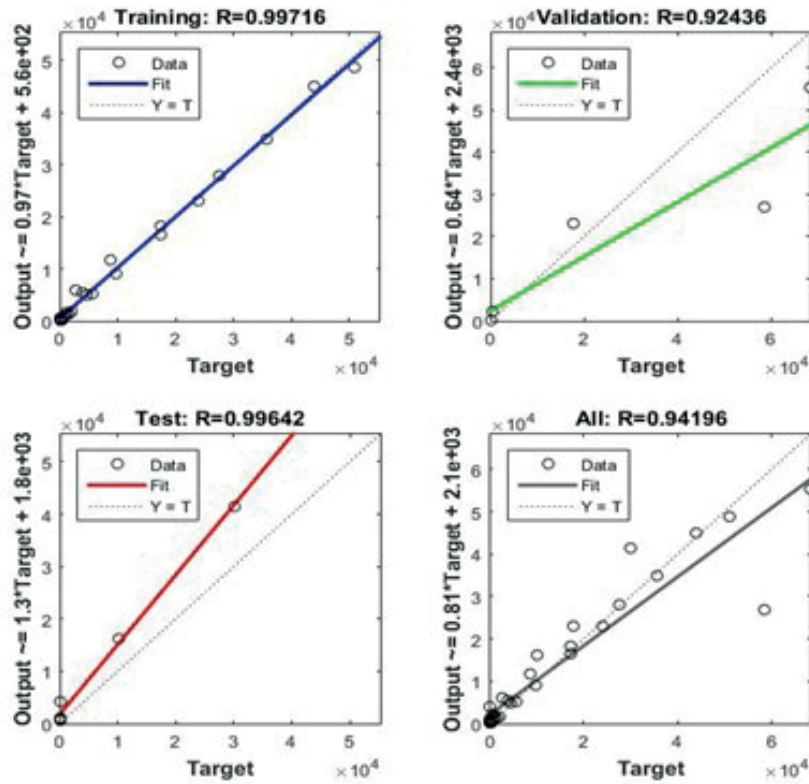 Training: R=0.99716
×10⁴
Output ~= 0.97*Target + 5.6e+02
5
4
3
2
1
0
Data
Fit
Y = T
0
1
2
3
4
5
Target
×10⁴
Validation: R=0.92436
×10⁴
Output ~= 0.64*Target + 2.4e+03
6
5
4
3
2
1
0
Data
Fit
Y = T
0
2
4
6
Target
×10⁴
Test: R=0.99642
×10⁴
Output ~= 1.3*Target + 1.8e+03
5
4
3
2
1
0
Data
Fit
Y = T
0
1
2
3
4
5
Target
×10⁴
All: R=0.94196
×10⁴
Output ~= 0.81*Target + 2.1e+03
6
5
4
3
2
1
0
Data
Fit
Y = T
0
2
4
6
Target
×10⁴